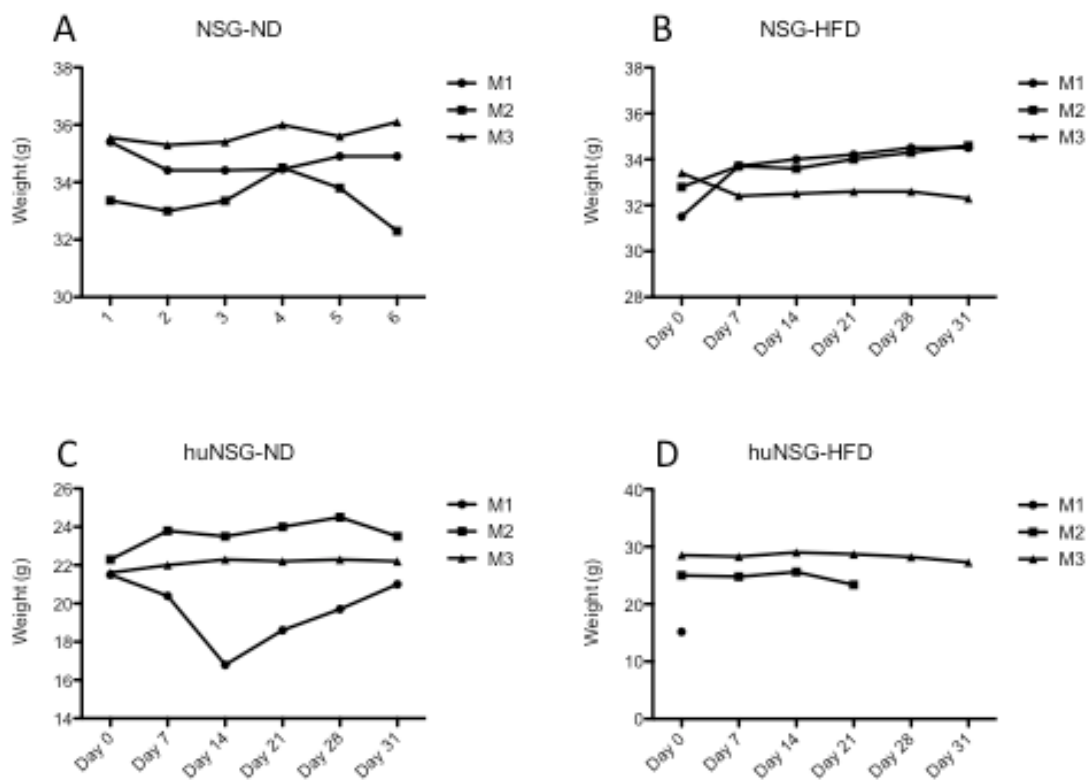 A
NSG-ND
38
36
34
32
30
Weight (g)
1
2
3
4
5
6
M1
M2
M3
B
NSG-HFD
38
36
34
32
30
28
Weight (g)
Day 0
Day 7
Day 14
Day 21
Day 28
Day 31
M1
M2
M3
C
huNSG-ND
26
24
22
20
18
16
14
Weight (g)
Day 0
Day 7
Day 14
Day 21
Day 28
Day 31
M1
M2
M3
D
huNSG-HFD
40
30
20
10
0
Weight (g)
Day 0
Day 7
Day 14
Day 21
Day 28
Day 31
M1
M2
M3